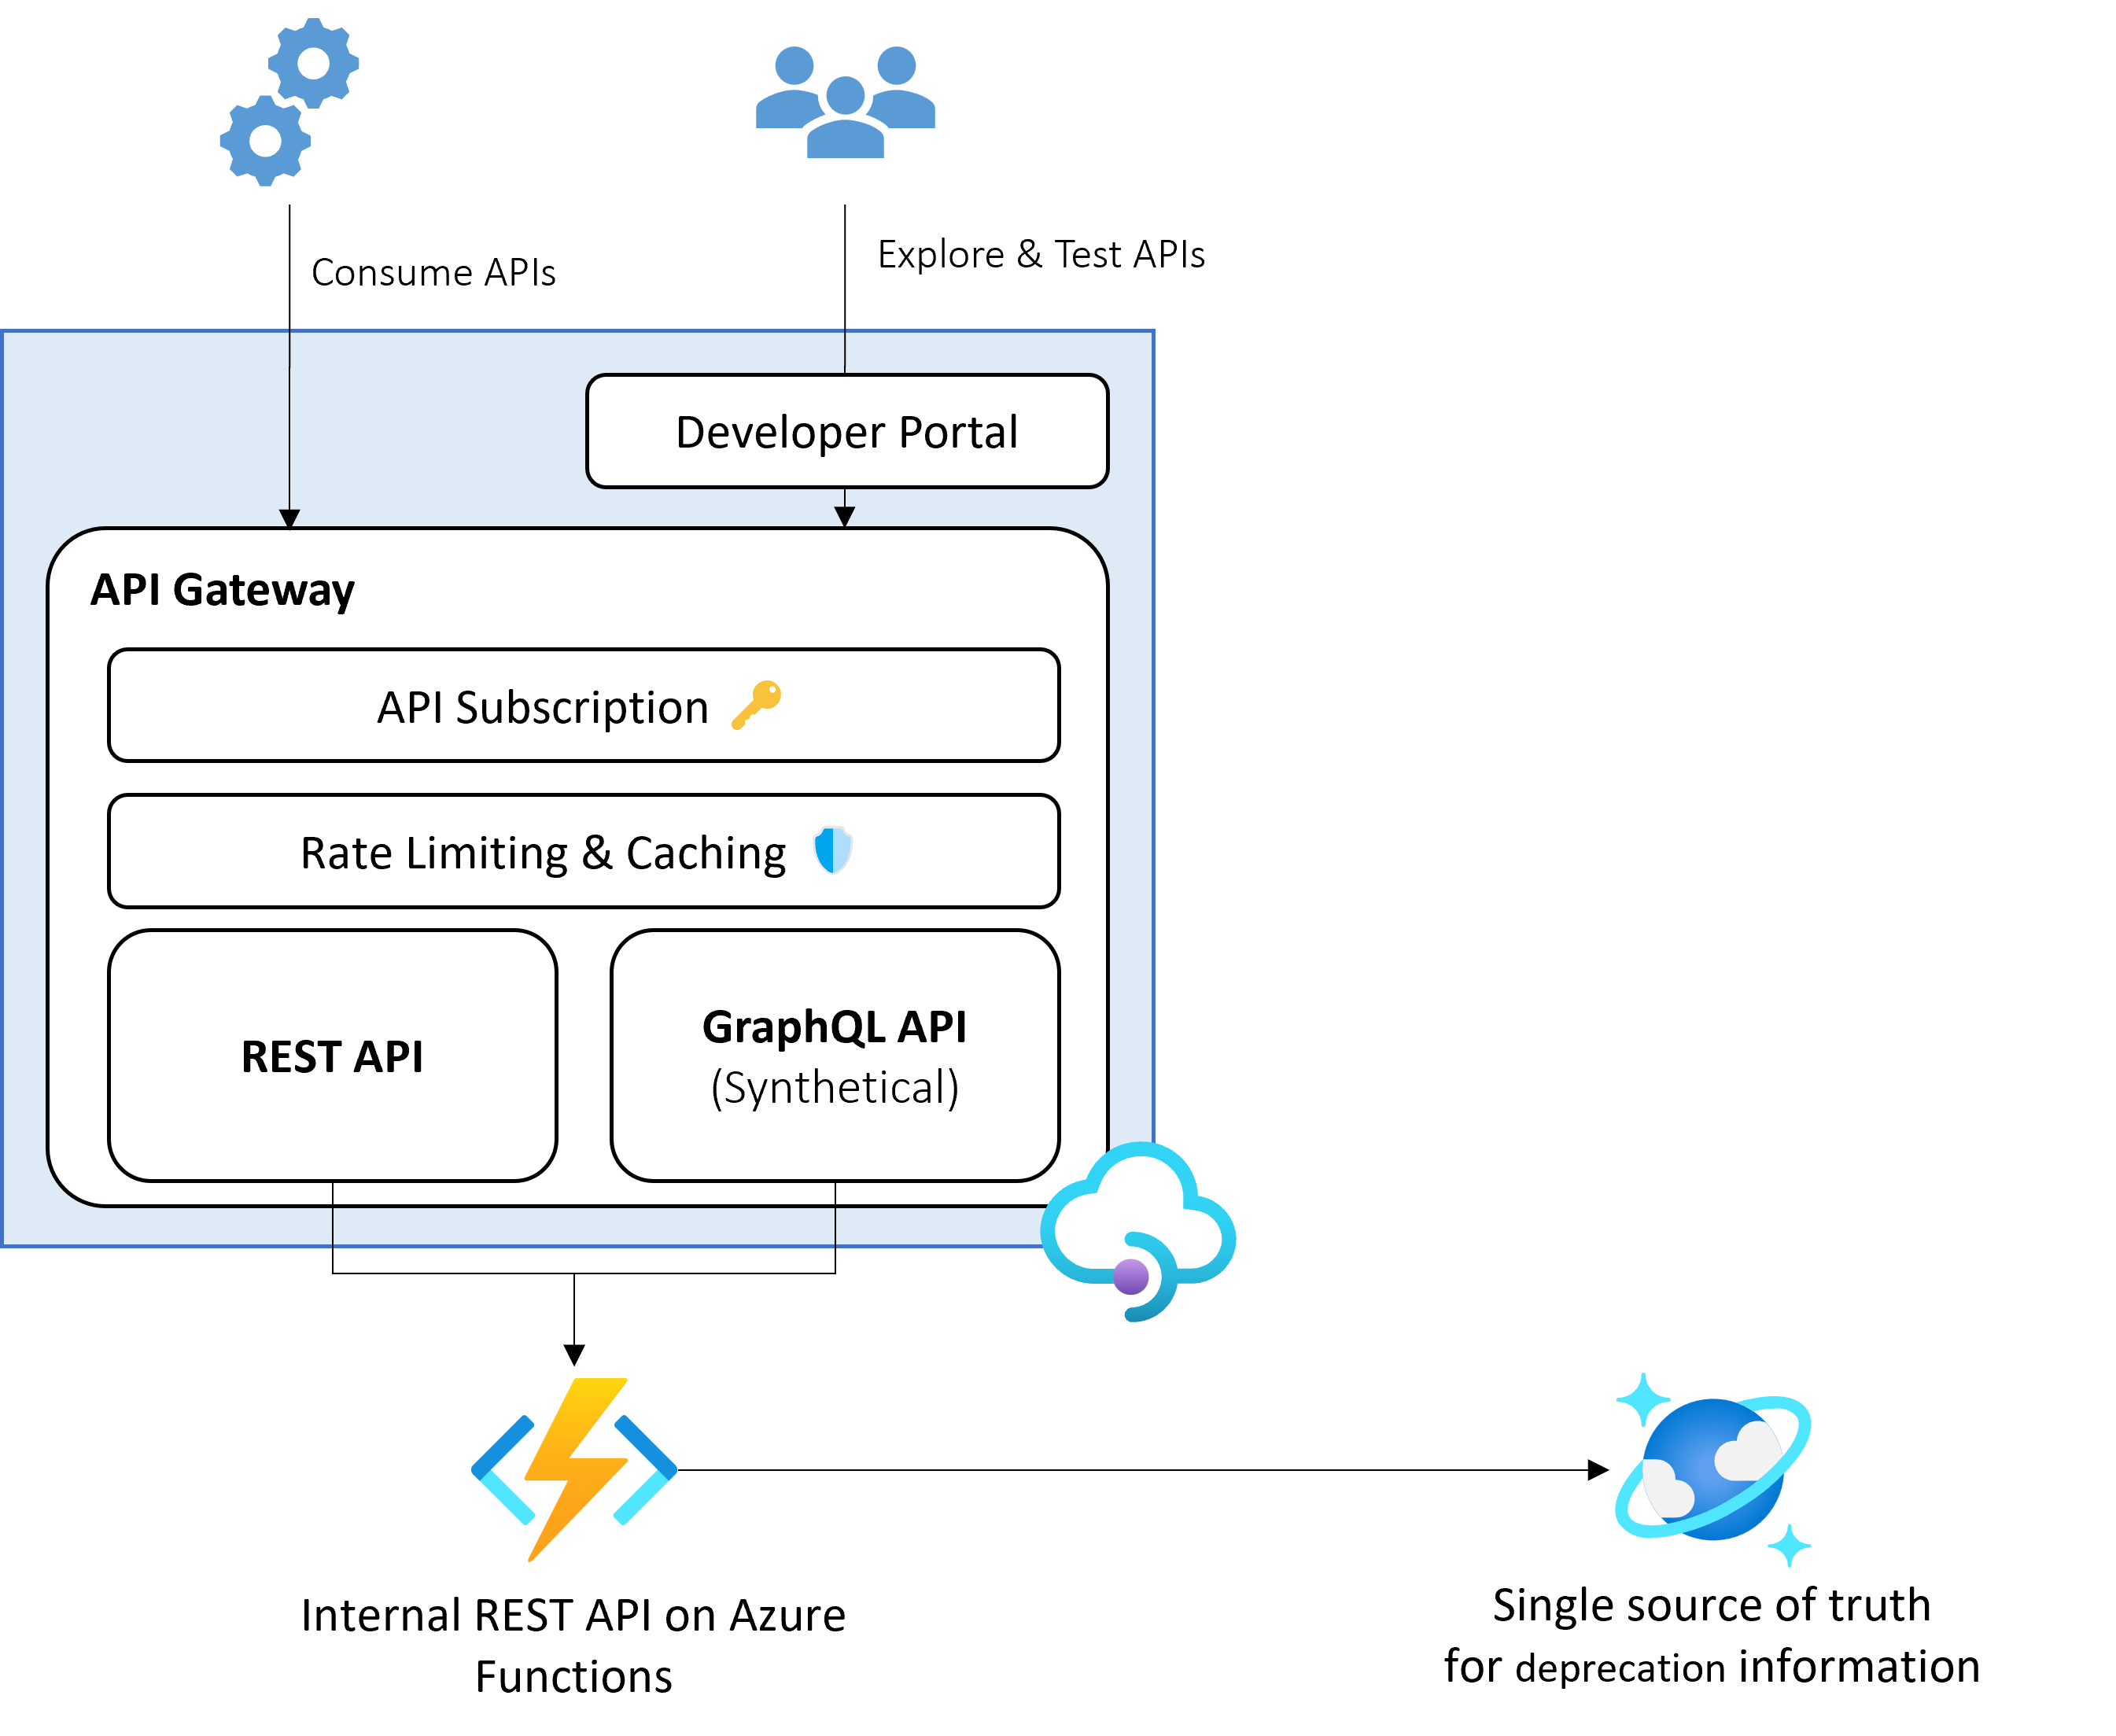 Consume APIs
Explore & Test APIs
Developer Portal
API Gateway
API Subscription
Rate Limiting & Caching
REST API
GraphQL API
(Synthetical)
Internal REST API on Azure
Functions
Single source of truth
for deprecation information